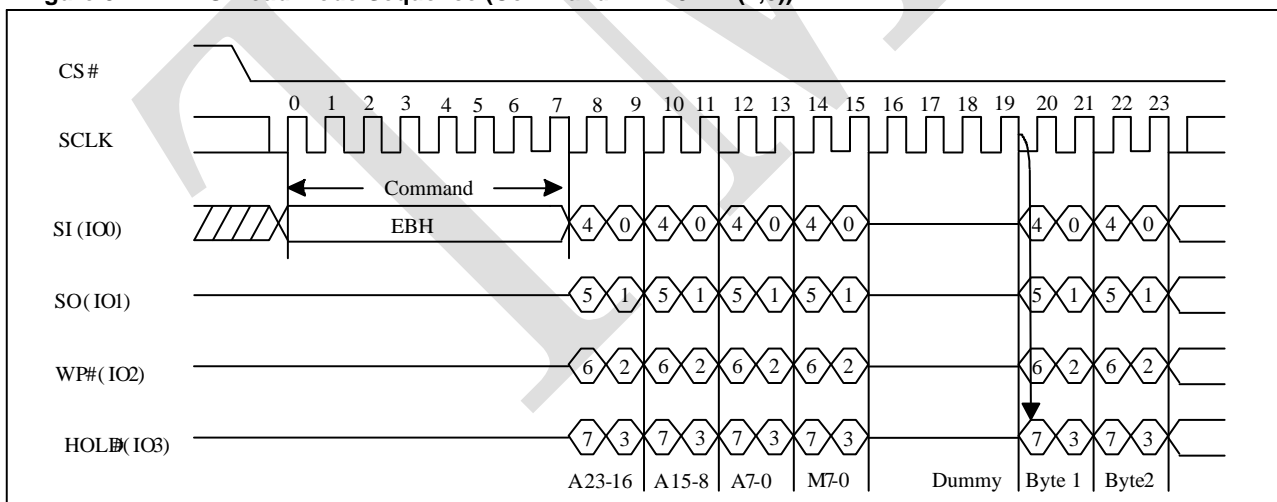 CS#
0 1 2 3 4 5 6 7 8 9 10 11 12 13 14 15 16 17 18 19 20 21 22 23
SCLK
Command
SI(IO0) EBH 4 0 4 0 4 0 4 0 4 0 4 0
SO(IO1) 5 1 5 1 5 1 5 1 5 1 5 1
WP#(IO2) 6 2 6 2 6 2 6 2 6 2 6 2
HOLD#(IO3) 7 3 7 3 7 3 7 3 7 3 7 3
A23-16 A15-8 A7-0 M7-0 Dummy Byte 1 Byte2